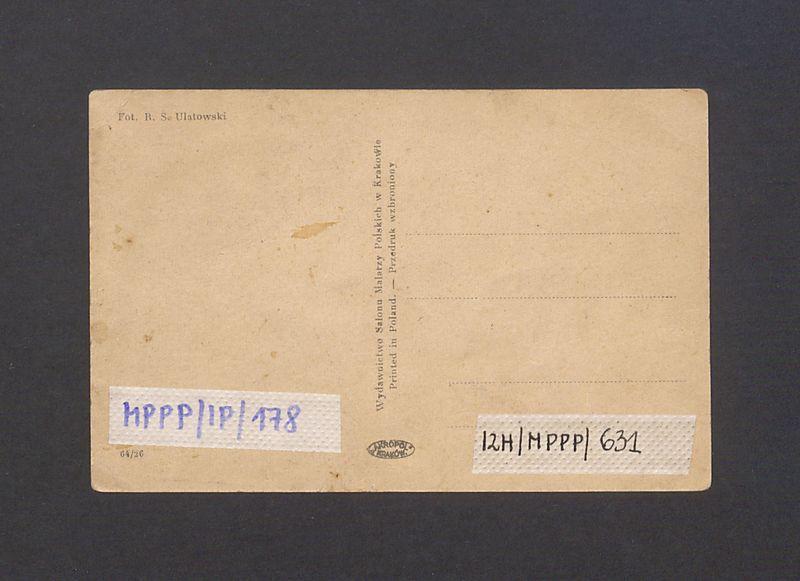 Fot. R. S. Ulatowski
Wydawnictwo Salonu Malarzy Polskich w Krakowie
Printed in Poland. — Przedruk wzbroniony
MPPP/IP/178
64/26
AKROPOL
KRAKÓW
12H/MPPP/631